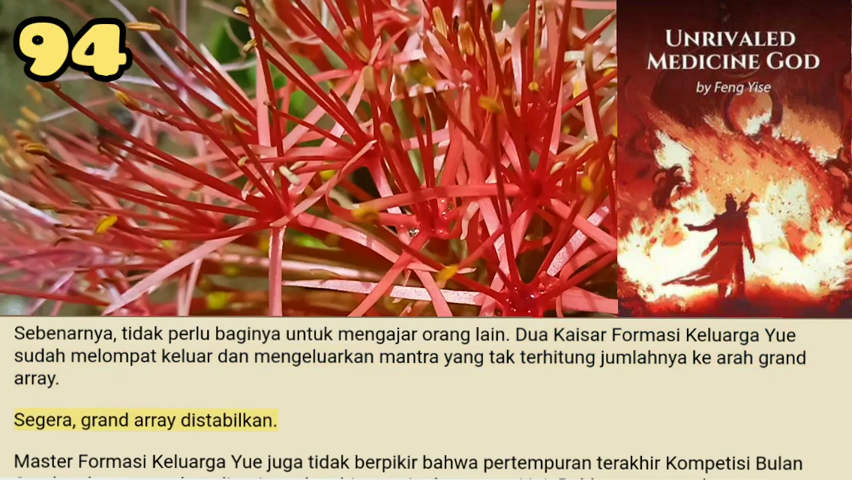 94
UNRIVALED
MEDICINE GOD
by Feng Yise
Sebenarnya, tidak perlu baginya untuk mengajar orang lain. Dua Kaisar Formasi Keluarga Yue
sudah melompat keluar dan mengeluarkan mantra yang tak terhitung jumlahnya ke arah grand
array.
Segera, grand array distabilkan.
Master Formasi Keluarga Yue juga tidak berpikir bahwa pertempuran terakhir Kompetisi Bulan